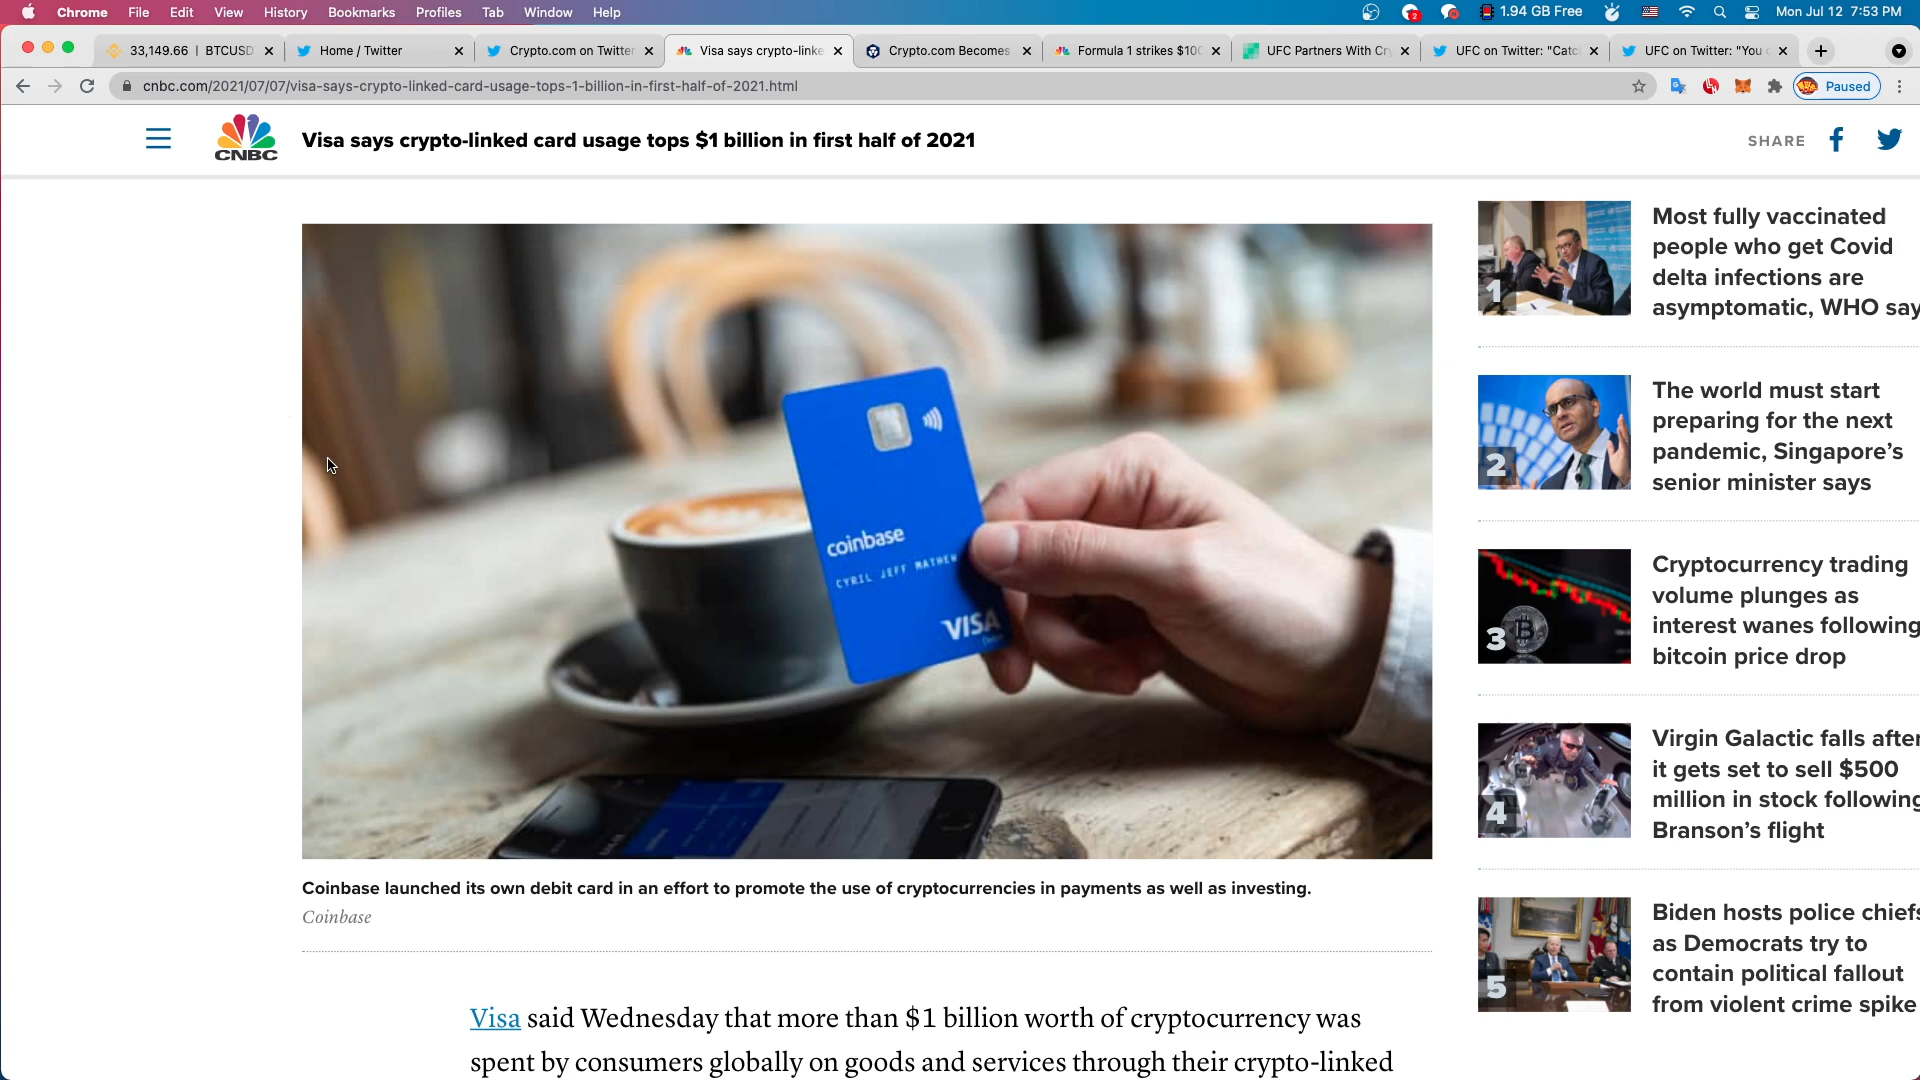 Chrome File Edit View History Bookmarks Profiles Tab Window Help 2 1.94 GB Free Mon Jul 12 7:53 PM
33,149.66 | BTCUSD Home / Twitter Crypto.com on Twitter Visa says crypto-linke Crypto.com Becomes Formula 1 strikes $100 UFC Partners With Cry UFC on Twitter: "Catc UFC on Twitter: "You
cnbc.com/2021/07/07/visa-says-crypto-linked-card-usage-tops-1-billion-in-first-half-of-2021.html Paused
CNBC Visa says crypto-linked card usage tops $1 billion in first half of 2021 SHARE
coinbase
CYRIL JEFF MATHEW
VISA
Coinbase launched its own debit card in an effort to promote the use of cryptocurrencies in payments as well as investing.
Coinbase
Visa said Wednesday that more than $1 billion worth of cryptocurrency was
spent by consumers globally on goods and services through their crypto-linked
1
Most fully vaccinated
people who get Covid
delta infections are
asymptomatic, WHO say
2
The world must start
preparing for the next
pandemic, Singapore's
senior minister says
3
Cryptocurrency trading
volume plunges as
interest wanes following
bitcoin price drop
4
Virgin Galactic falls after
it gets set to sell $500
million in stock following
Branson's flight
5
Biden hosts police chiefs
as Democrats try to
contain political fallout
from violent crime spike